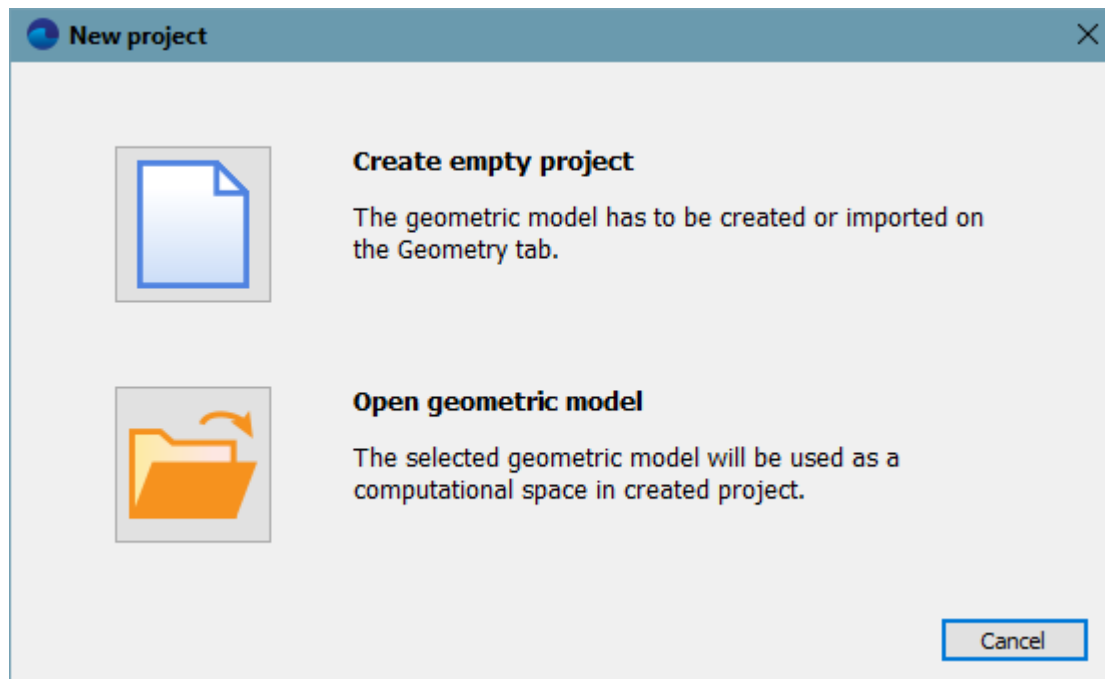 New project
Create empty project
The geometric model has to be created or imported on
the Geometry tab.
Open geometric model
The selected geometric model will be used as a
computational space in created project.
Cancel